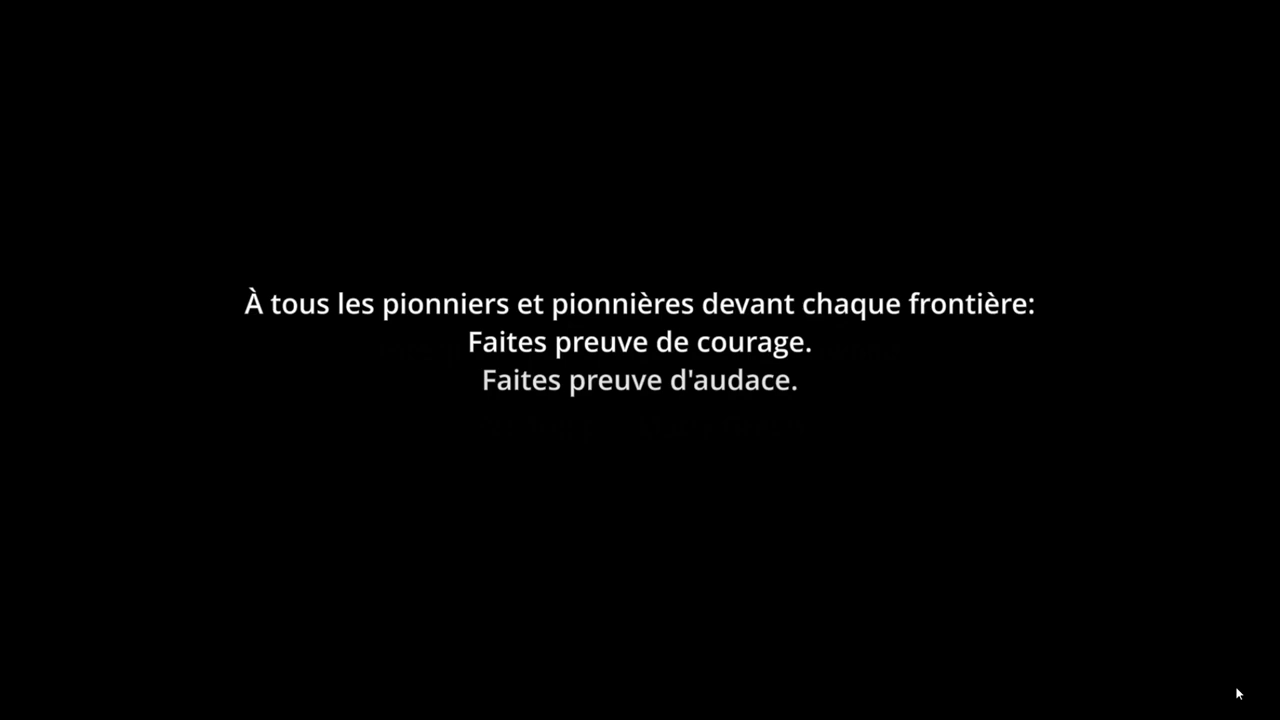 À tous les pionniers et pionnières devant chaque frontière:
Faites preuve de courage.
Faites preuve d'audace.